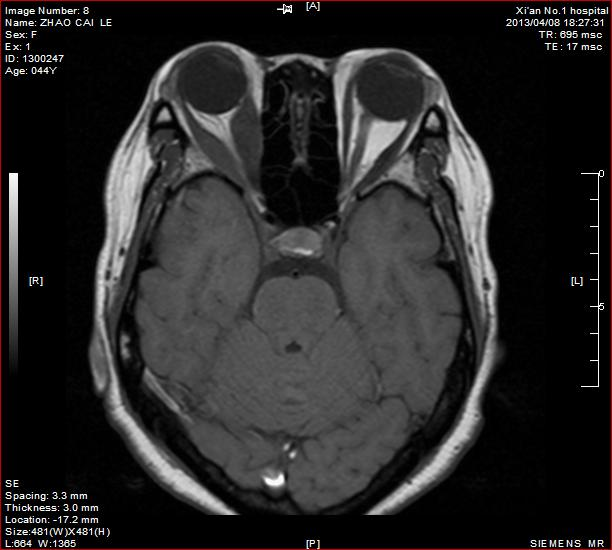 Image Number: 8
Name: ZHAO CAI LE
Sex: F
Ex: 1
ID: 1300247
Age: 044Y
[A]
Xi'an No.1 hospital
2013/04/08 18:27:31
TR: 695 msc
TE: 17 msc
0
[R]
[L]
5
SE
Spacing: 3.3 mm
Thickness: 3.0 mm
Location: -17.2 mm
Size:481(W)X481(H)
L:664 W:1365
[P]
SIEMENS MR